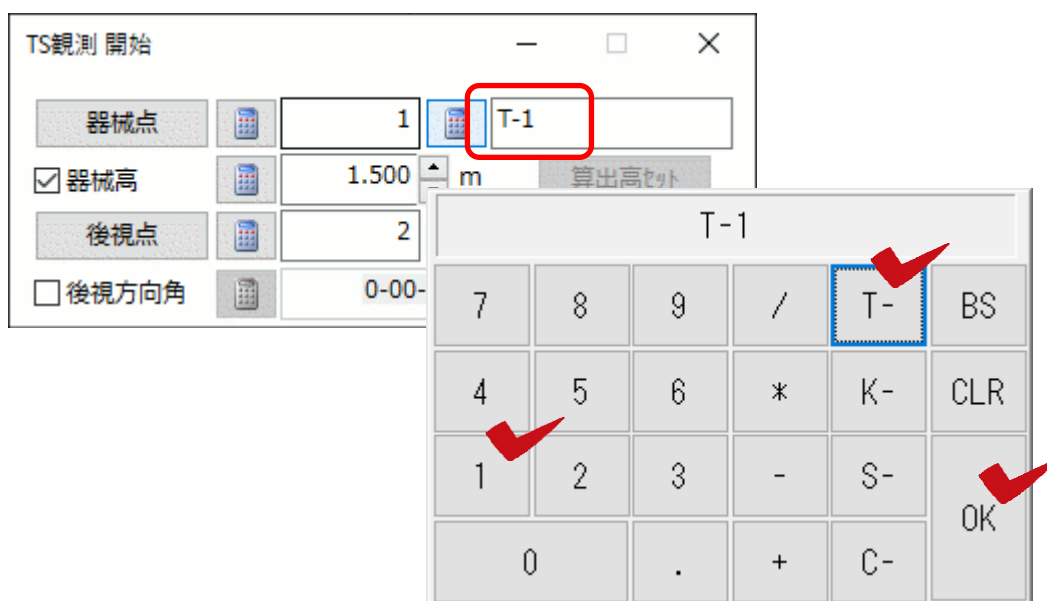 TS観測 開始
器械点 1 T-1
器械高 1.500 m 算出高セット
後視点 2
後視方向角 0-00-
T-1
7 8 9 / T- BS
4 5 6 * K- CLR
1 2 3 - S-
OK
0 . + C-